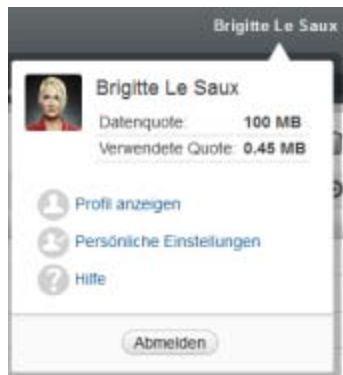 Brigitte Le Saux
Brigitte Le Saux
Datenquote: 100 MB
Verwendete Quote: 0,45 MB
Profil anzeigen
Persönliche Einstellungen
Hilfe
Abmelden